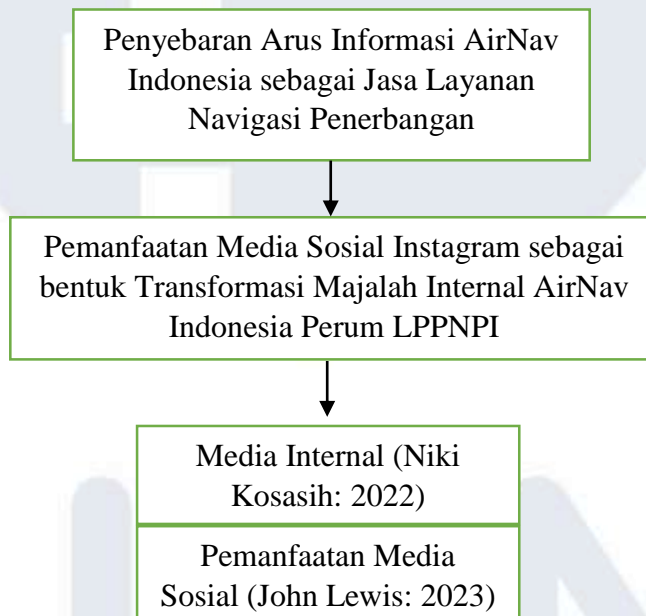 Penyebaran Arus Informasi AirNav
Indonesia sebagai Jasa Layanan
Navigasi Penerbangan
Pemanfaatan Media Sosial Instagram sebagai
bentuk Transformasi Majalah Internal AirNav
Indonesia Perum LPPNPI
Media Internal (Niki
Kosasih: 2022)
Pemanfaatan Media
Sosial (John Lewis: 2023)